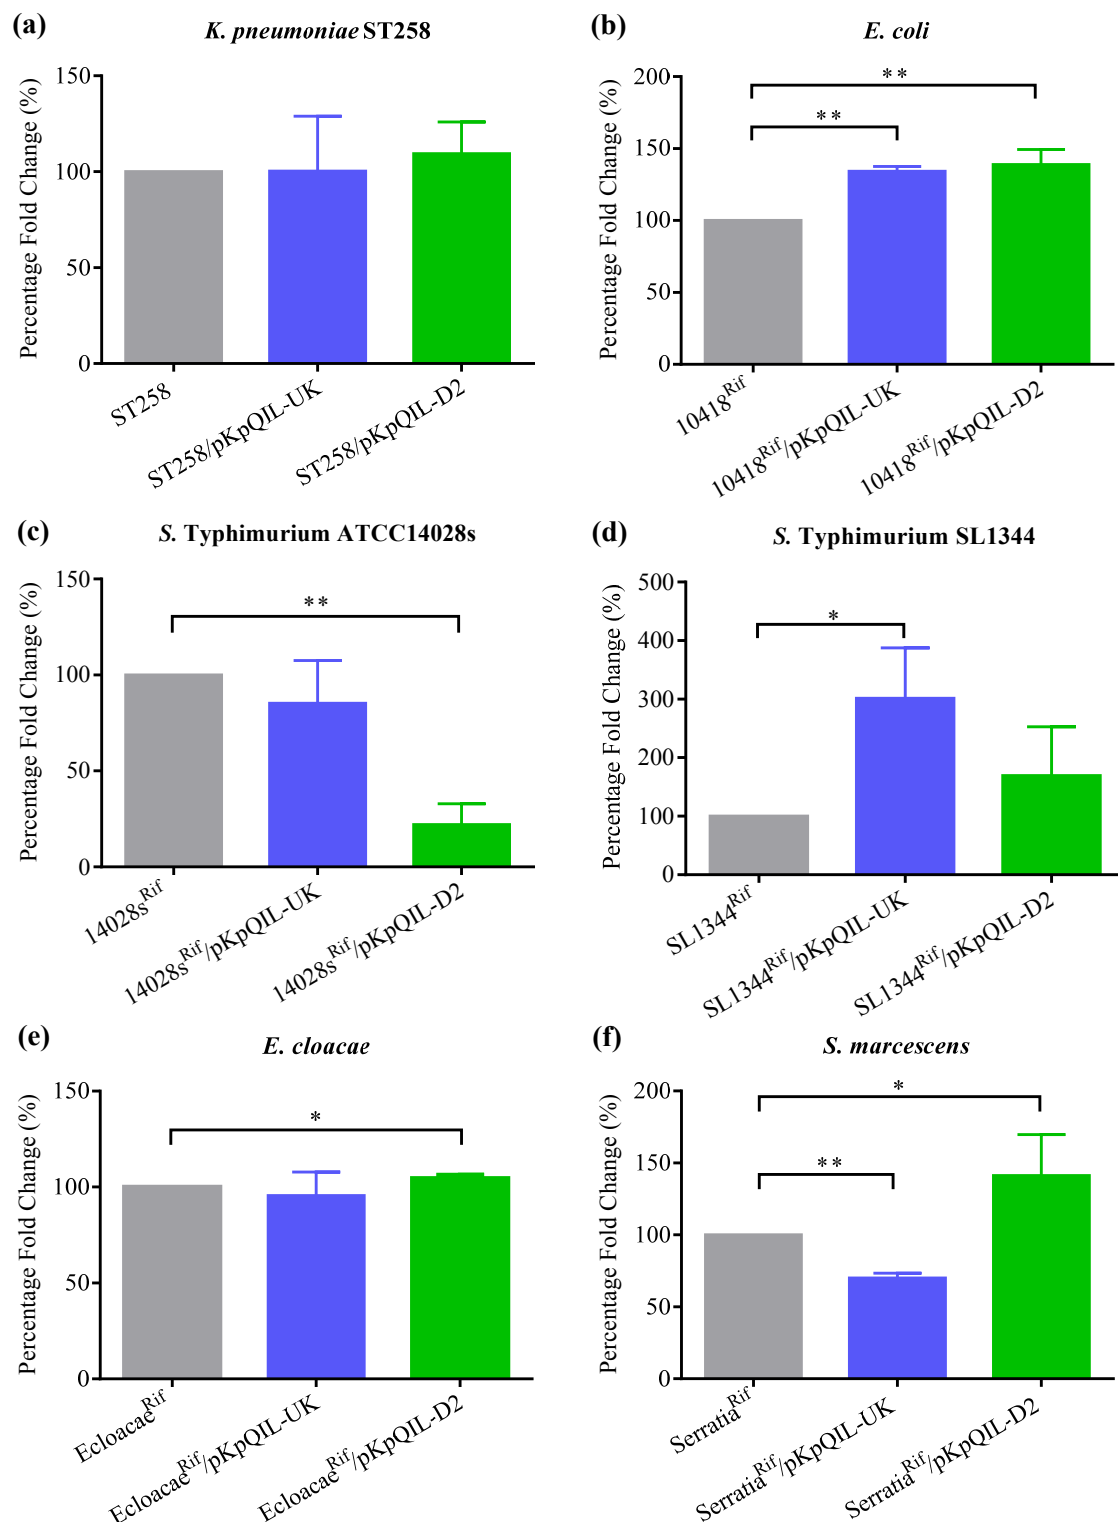 (a)
K. pneumoniae ST258
Percentage Fold Change (%)
150
100
50
0
ST258
ST258/pKpQIL-UK
ST258/pKpQIL-D2
(b)
E. coli
Percentage Fold Change (%)
200
150
100
50
0
**
**
10418Rif
10418Rif/pKpQIL-UK
10418Rif/pKpQIL-D2
(c)
S. Typhimurium ATCC14028s
Percentage Fold Change (%)
150
100
50
0
**
14028sRif
14028sRif/pKpQIL-UK
14028sRif/pKpQIL-D2
(d)
S. Typhimurium SL1344
Percentage Fold Change (%)
500
400
300
200
100
0
*
SL1344Rif
SL1344Rif/pKpQIL-UK
SL1344Rif/pKpQIL-D2
(e)
E. cloacae
Percentage Fold Change (%)
150
100
50
0
*
EcloacaeRif
EcloacaeRif/pKpQIL-UK
EcloacaeRif/pKpQIL-D2
(f)
S. marcescens
Percentage Fold Change (%)
200
150
100
50
0
*
**
SerratiaRif
SerratiaRif/pKpQIL-UK
SerratiaRif/pKpQIL-D2